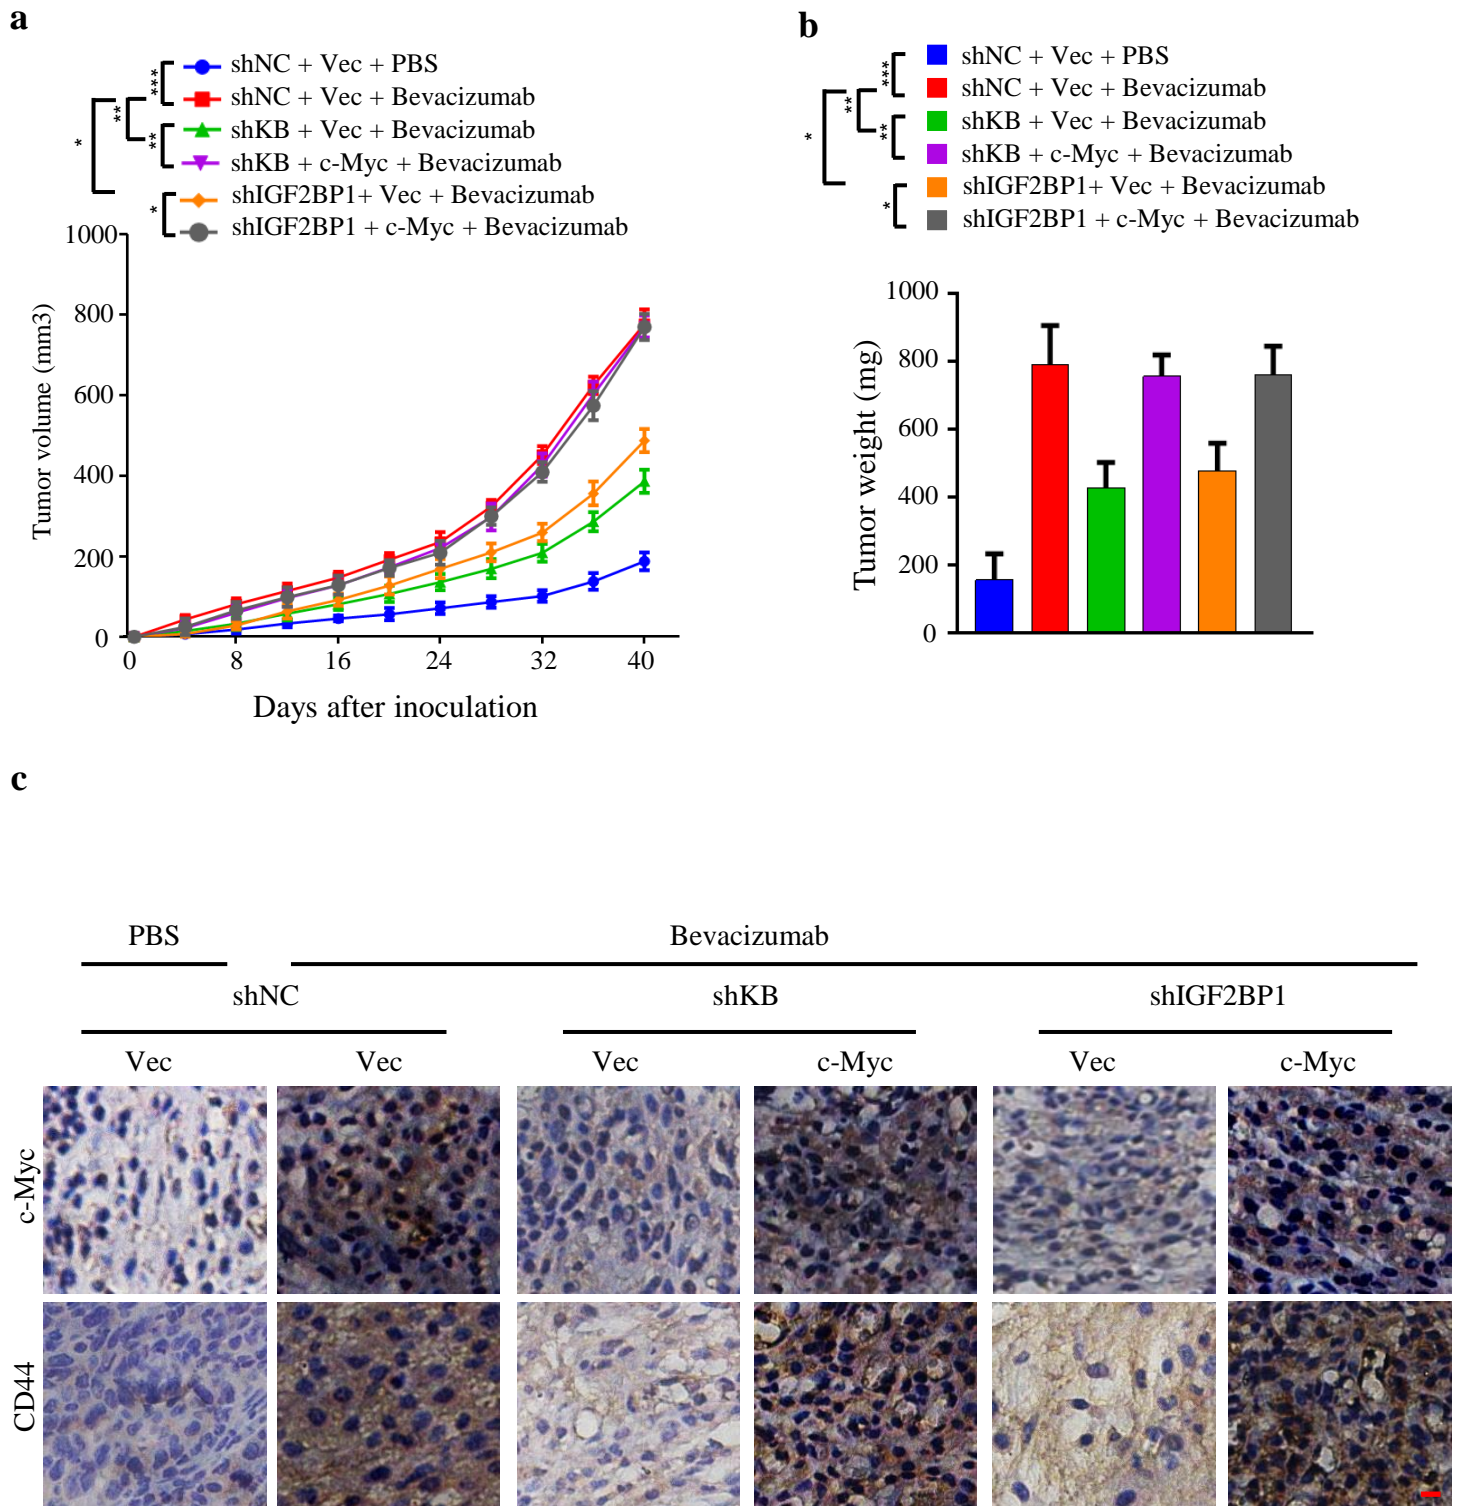 a
shNC + Vec + PBS
shNC + Vec + Bevacizumab
shKB + Vec + Bevacizumab
shKB + c-Myc + Bevacizumab
shIGF2BP1+ Vec + Bevacizumab
shIGF2BP1 + c-Myc + Bevacizumab
***
**
**
*
*
1000
800
600
400
200
0
Tumor volume (mm3)
0 8 16 24 32 40
Days after inoculation
b
shNC + Vec + PBS
shNC + Vec + Bevacizumab
shKB + Vec + Bevacizumab
shKB + c-Myc + Bevacizumab
shIGF2BP1+ Vec + Bevacizumab
shIGF2BP1 + c-Myc + Bevacizumab
***
**
**
*
*
1000
800
600
400
200
0
Tumor weight (mg)
c
PBS Bevacizumab
shNC shKB shIGF2BP1
Vec Vec Vec c-Myc Vec c-Myc
c-Myc
CD44